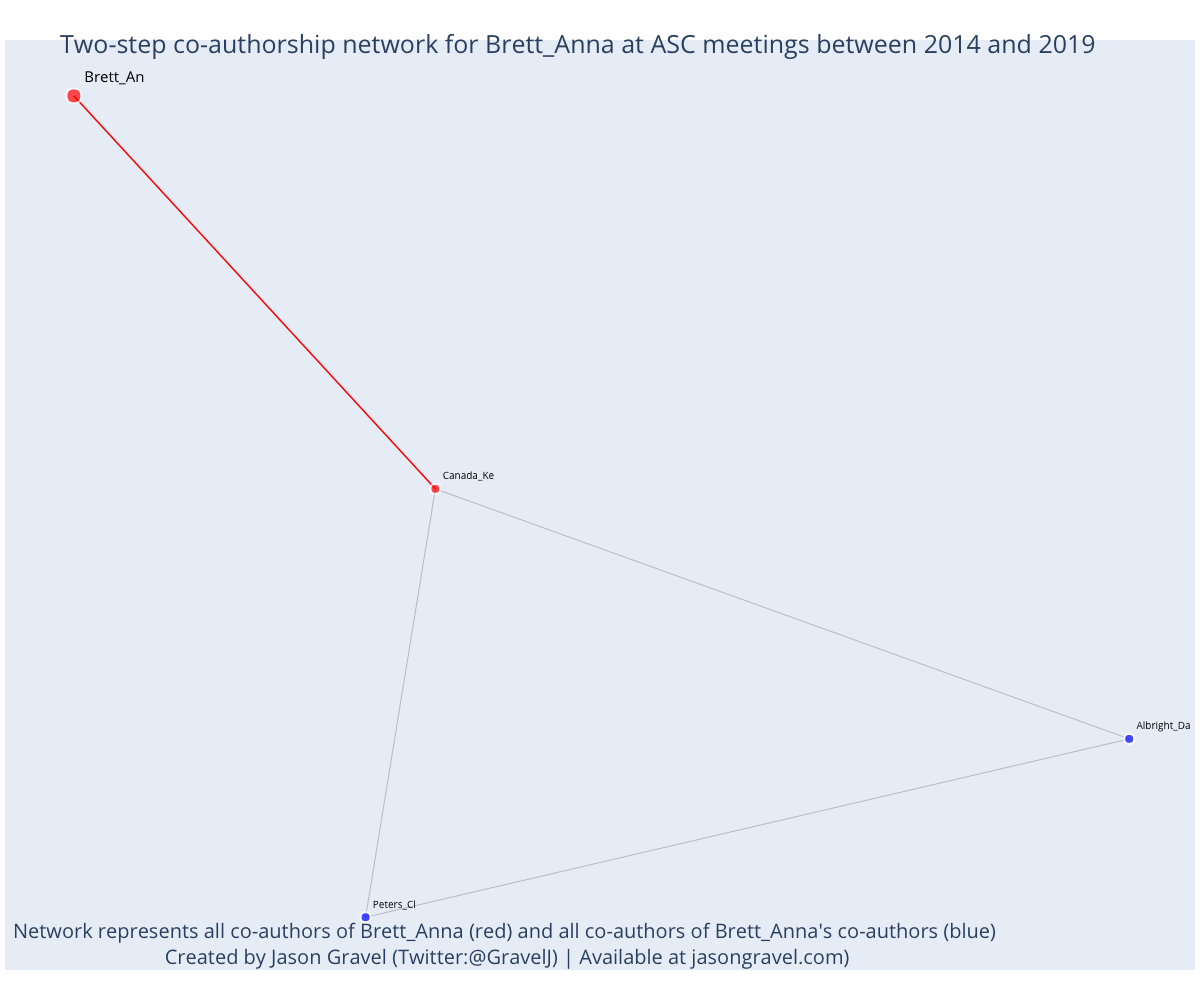 Two-step co-authorship network for Brett_Anna at ASC meetings between 2014 and 2019
Brett_An
Canada_Ke
Albright_Da
Peters_Cl
Network represents all co-authors of Brett_Anna (red) and all co-authors of Brett_Anna's co-authors (blue)
Created by Jason Gravel (Twitter:@GravelJ) | Available at jasongravel.com)